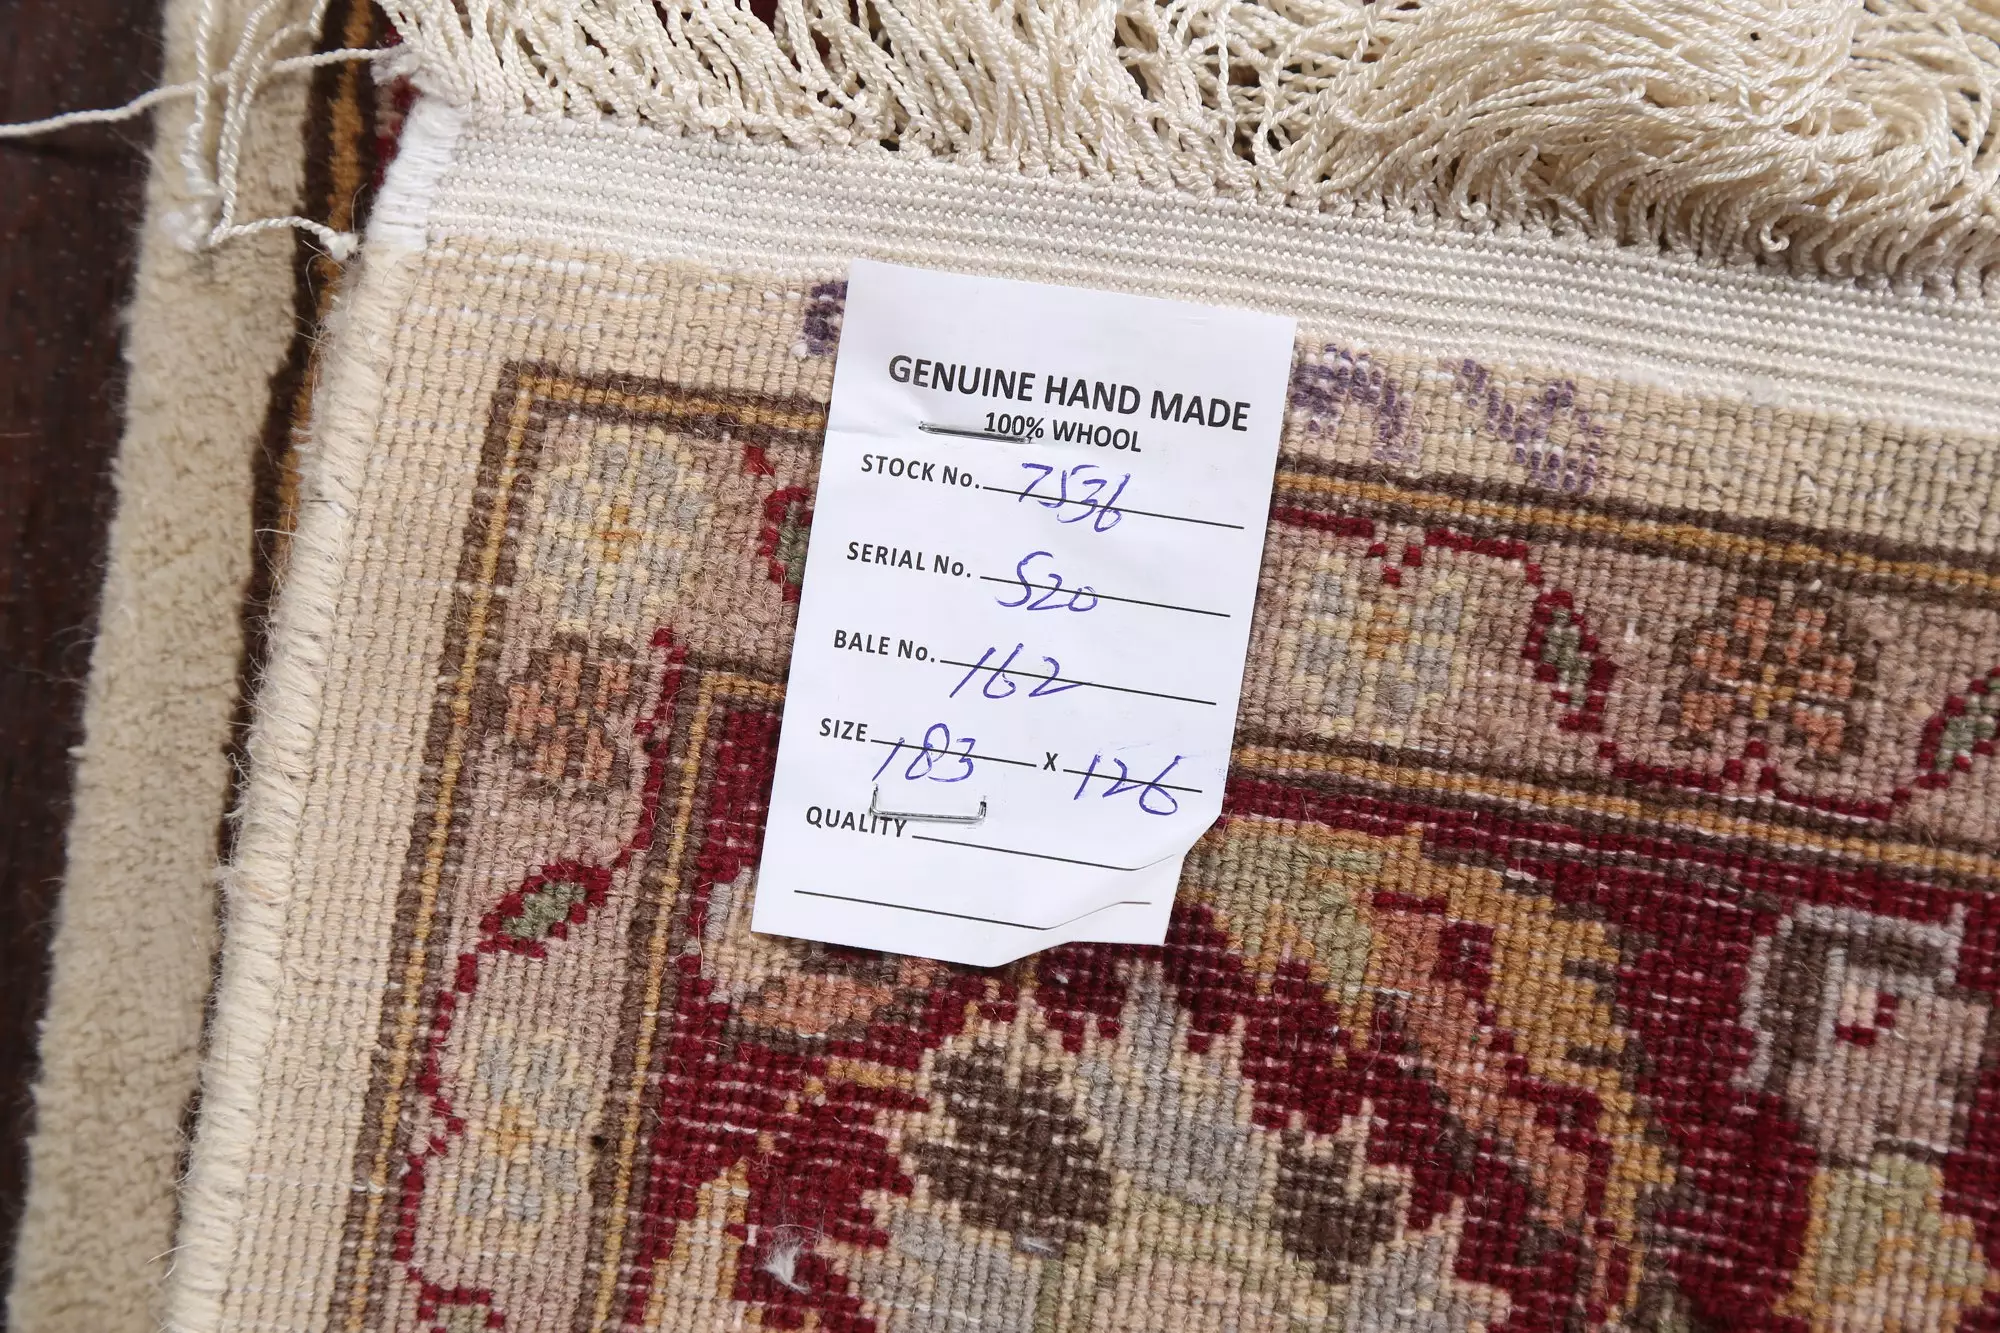 GENUINE HAND MADE
100% WHOOL
STOCK No. 7536
SERIAL No. 520
BALE No. 162
SIZE 183 X 126
QUALITY